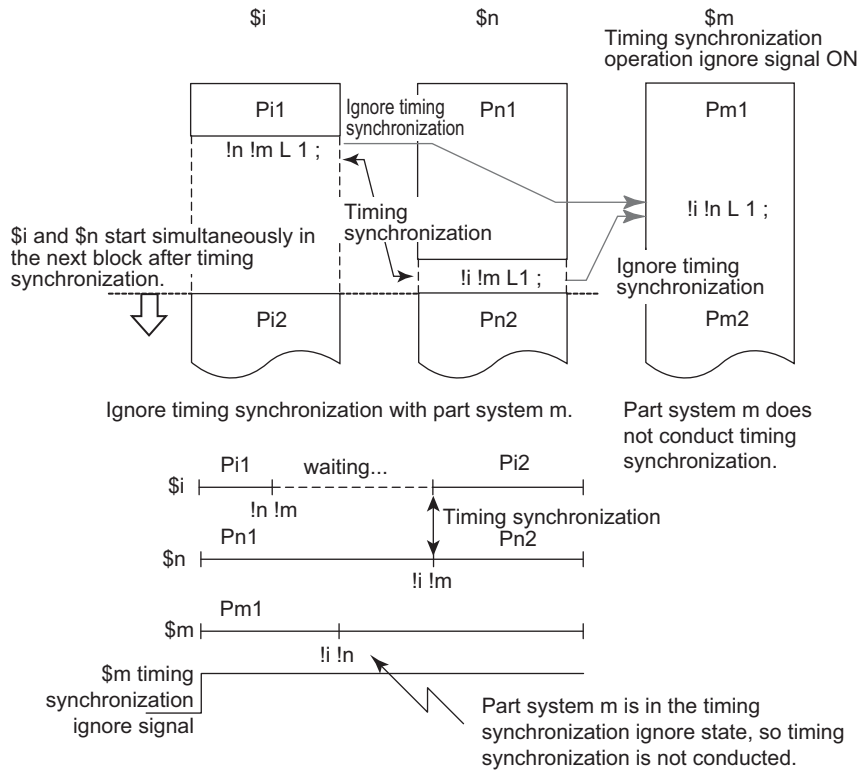 $i
$n
$m
Timing synchronization
operation ignore signal ON
Pi1
Ignore timing
synchronization
Pn1
Pm1
!n !m L 1 ;
!i !n L 1 ;
Timing
synchronization
$i and $n start simultaneously in
the next block after timing
synchronization.
!i !m L1 ;
Ignore timing
synchronization
Pi2
Pn2
Pm2
Ignore timing synchronization with part system m.
Part system m does
not conduct timing
synchronization.
Pi1
waiting...
Pi2
$i
!n !m
Timing synchronization
Pn1
Pn2
$n
!i !m
Pm1
$m
!i !n
$m timing
synchronization
ignore signal
Part system m is in the timing
synchronization ignore state, so timing
synchronization is not conducted.